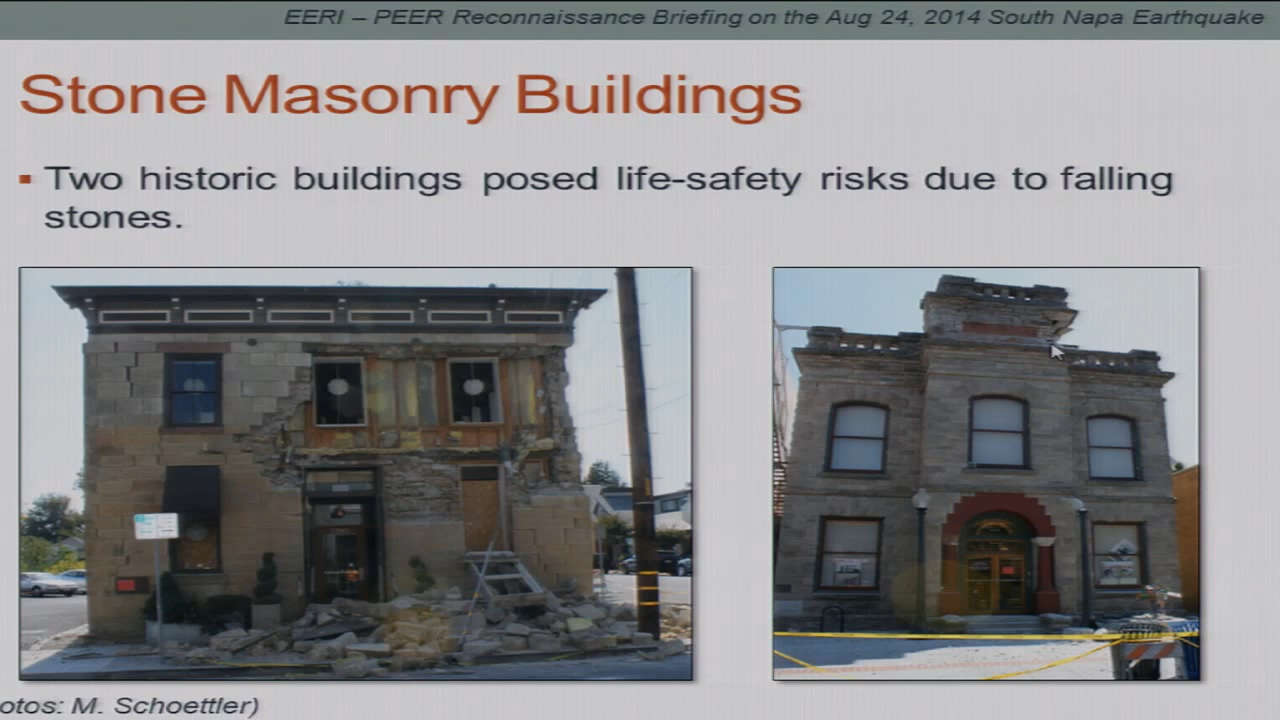 EERI – PEER Reconnaissance Briefing on the Aug 24, 2014 South Napa Earthquake
Stone Masonry Buildings
▪ Two historic buildings posed life-safety risks due to falling
stones.
otos: M. Schoettler)